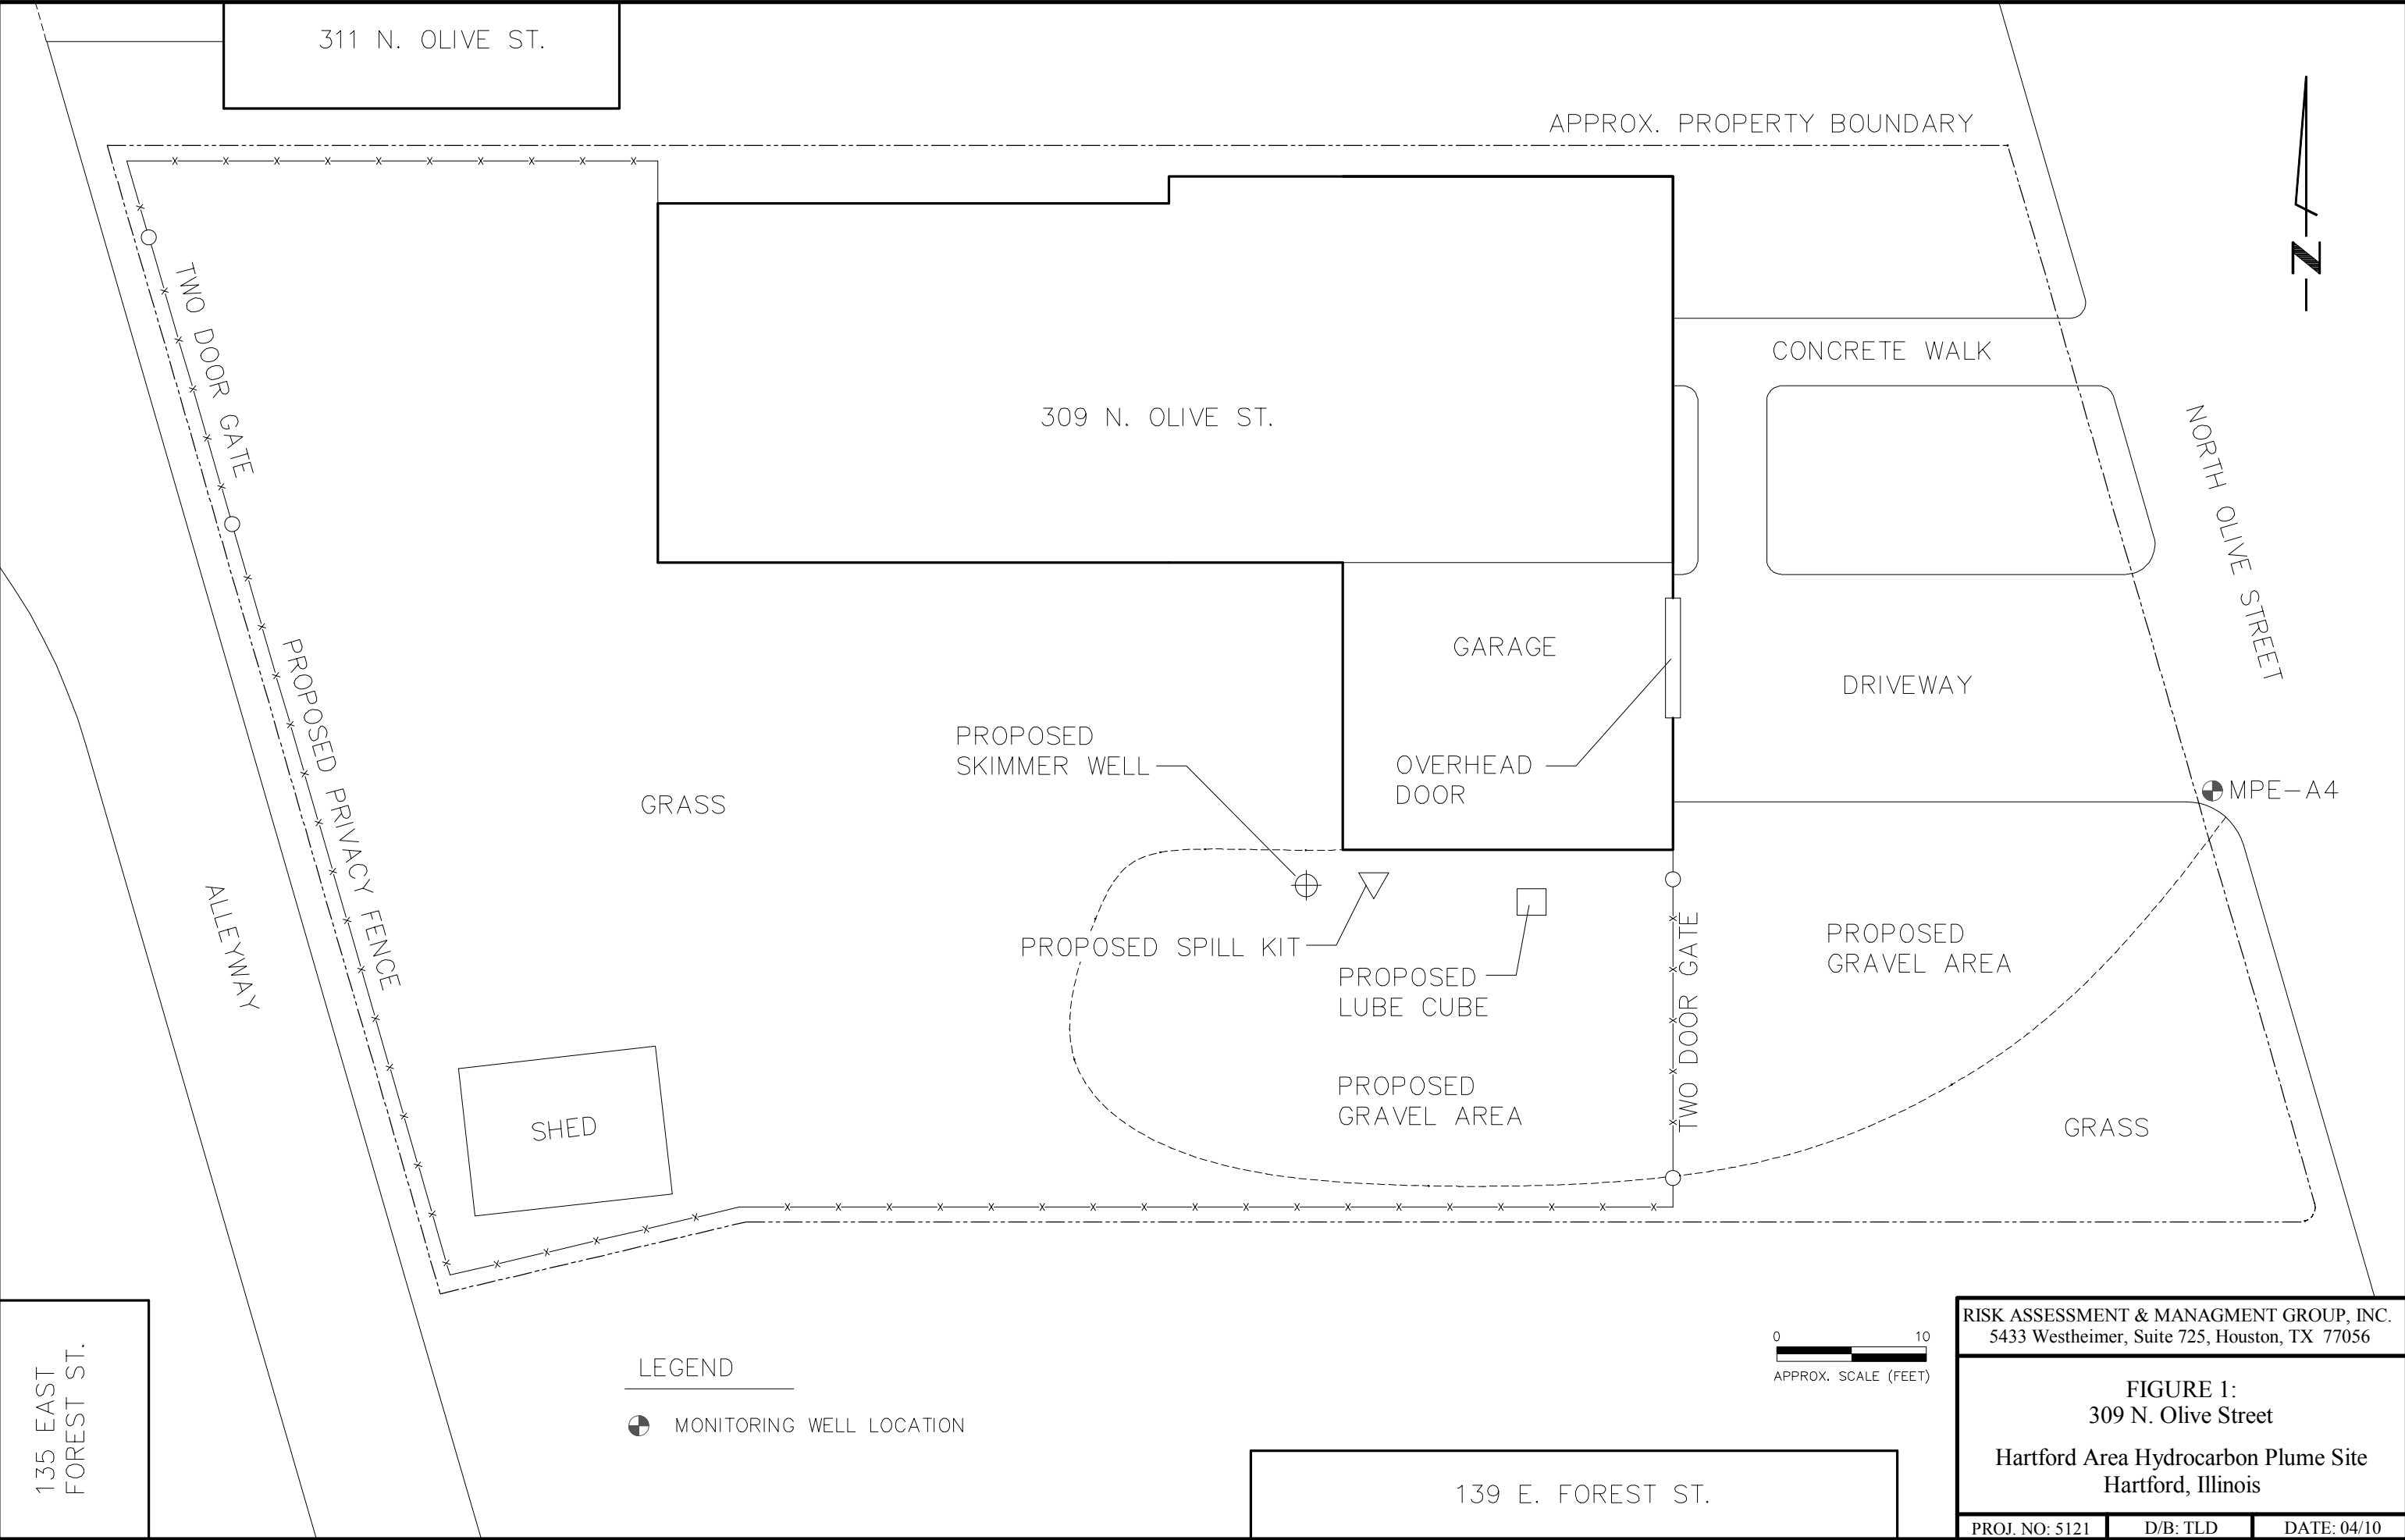 311 N. OLIVE ST.
APPROX. PROPERTY BOUNDARY
N
TWO DOOR GATE
CONCRETE WALK
309 N. OLIVE ST.
NORTH OLIVE STREET
PROPOSED PRIVACY FENCE
GARAGE
DRIVEWAY
PROPOSED
SKIMMER WELL
OVERHEAD
DOOR
GRASS
MPE-A4
ALLEYWAY
PROPOSED SPILL KIT
PROPOSED
LUBE CUBE
TWO DOOR GATE
PROPOSED
GRAVEL AREA
PROPOSED
GRAVEL AREA
SHED
GRASS
135 EAST
FOREST ST.
LEGEND
MONITORING WELL LOCATION
0 10
APPROX. SCALE (FEET)
139 E. FOREST ST.
RISK ASSESSMENT & MANAGMENT GROUP, INC.
5433 Westheimer, Suite 725, Houston, TX 77056
FIGURE 1:
309 N. Olive Street
Hartford Area Hydrocarbon Plume Site
Hartford, Illinois
PROJ. NO: 5121
D/B: TLD
DATE: 04/10